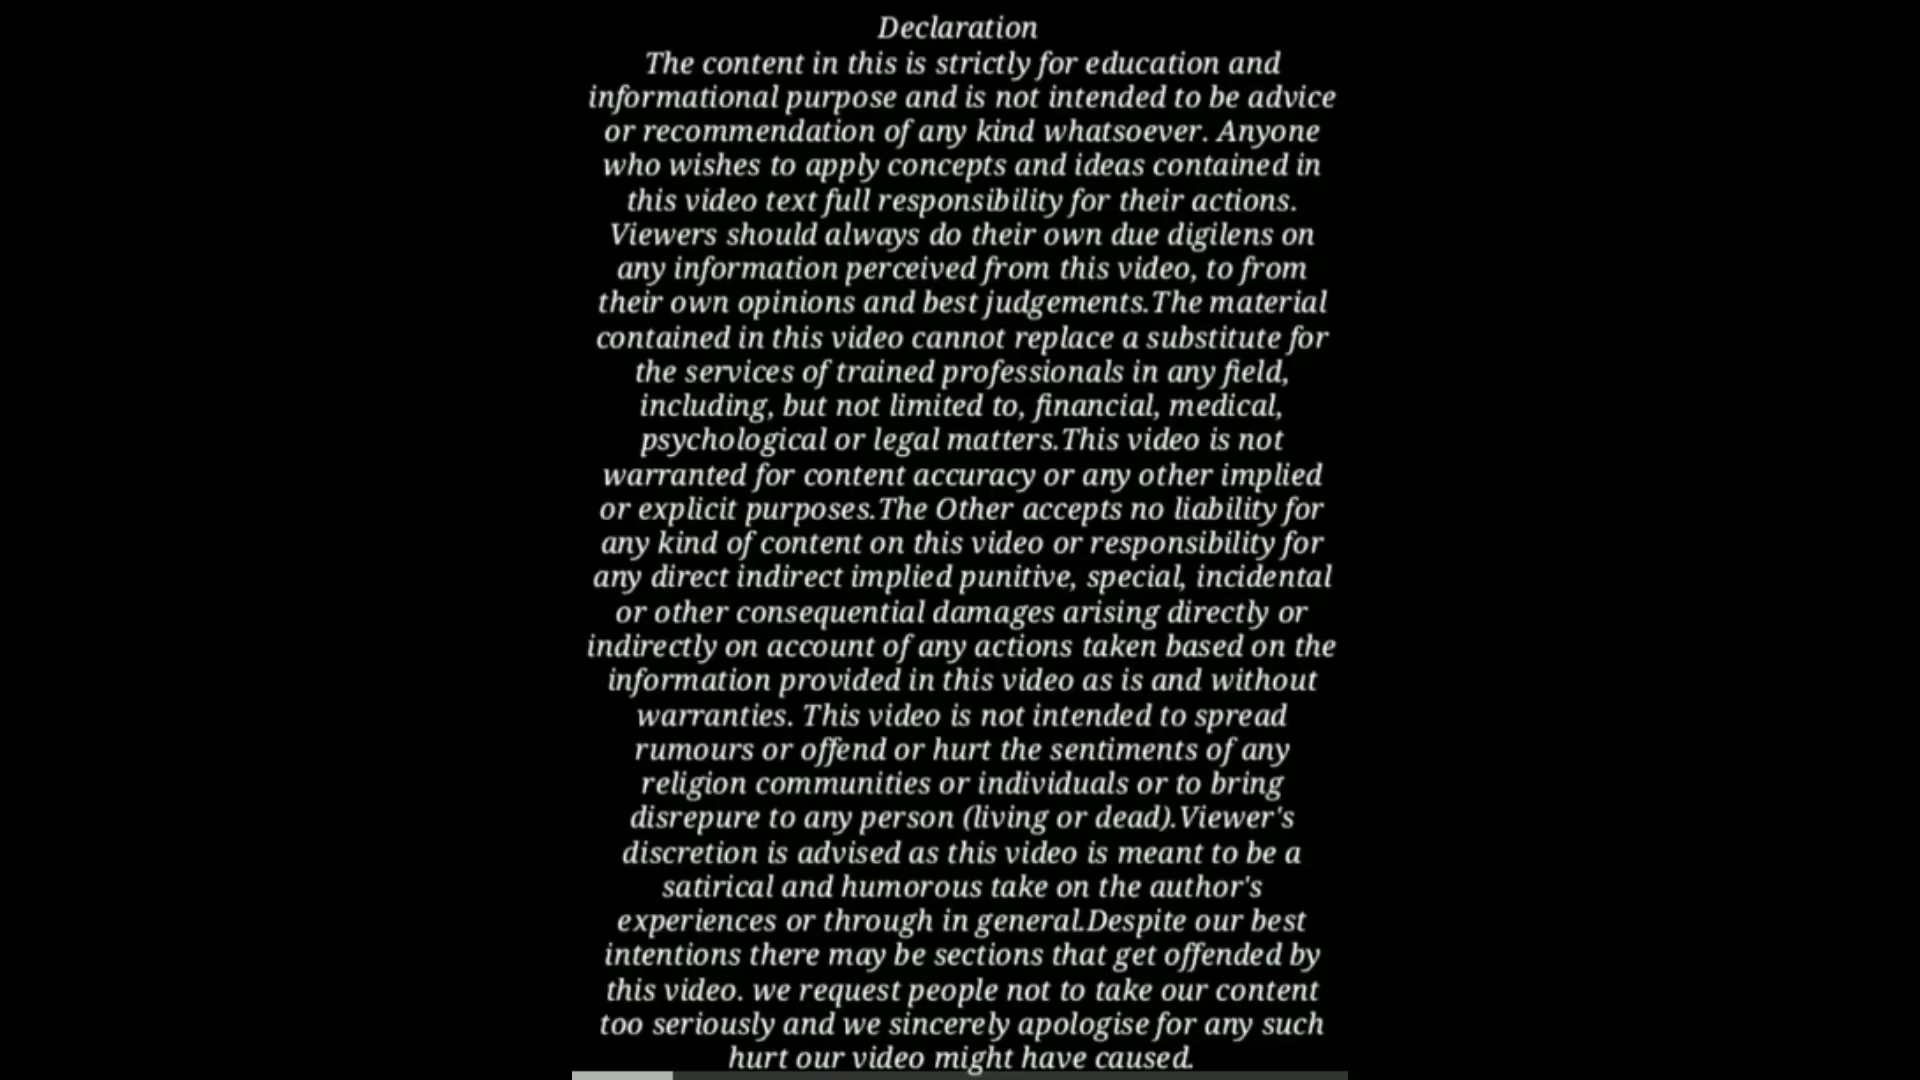 Declaration
The content in this is strictly for education and
informational purpose and is not intended to be advice
or recommendation of any kind whatsoever. Anyone
who wishes to apply concepts and ideas contained in
this video text full responsibility for their actions.
Viewers should always do their own due digilens on
any information perceived from this video, to from
their own opinions and best judgements.The material
contained in this video cannot replace a substitute for
the services of trained professionals in any field,
including, but not limited to, financial, medical,
psychological or legal matters.This video is not
warranted for content accuracy or any other implied
or explicit purposes.The Other accepts no liability for
any kind of content on this video or responsibility for
any direct indirect implied punitive, special, incidental
or other consequential damages arising directly or
indirectly on account of any actions taken based on the
information provided in this video as is and without
warranties. This video is not intended to spread
rumours or offend or hurt the sentiments of any
religion communities or individuals or to bring
disrepure to any person (living or dead).Viewer's
discretion is advised as this video is meant to be a
satirical and humorous take on the author's
experiences or through in general.Despite our best
intentions there may be sections that get offended by
this video. we request people not to take our content
too seriously and we sincerely apologise for any such
hurt our video might have caused.